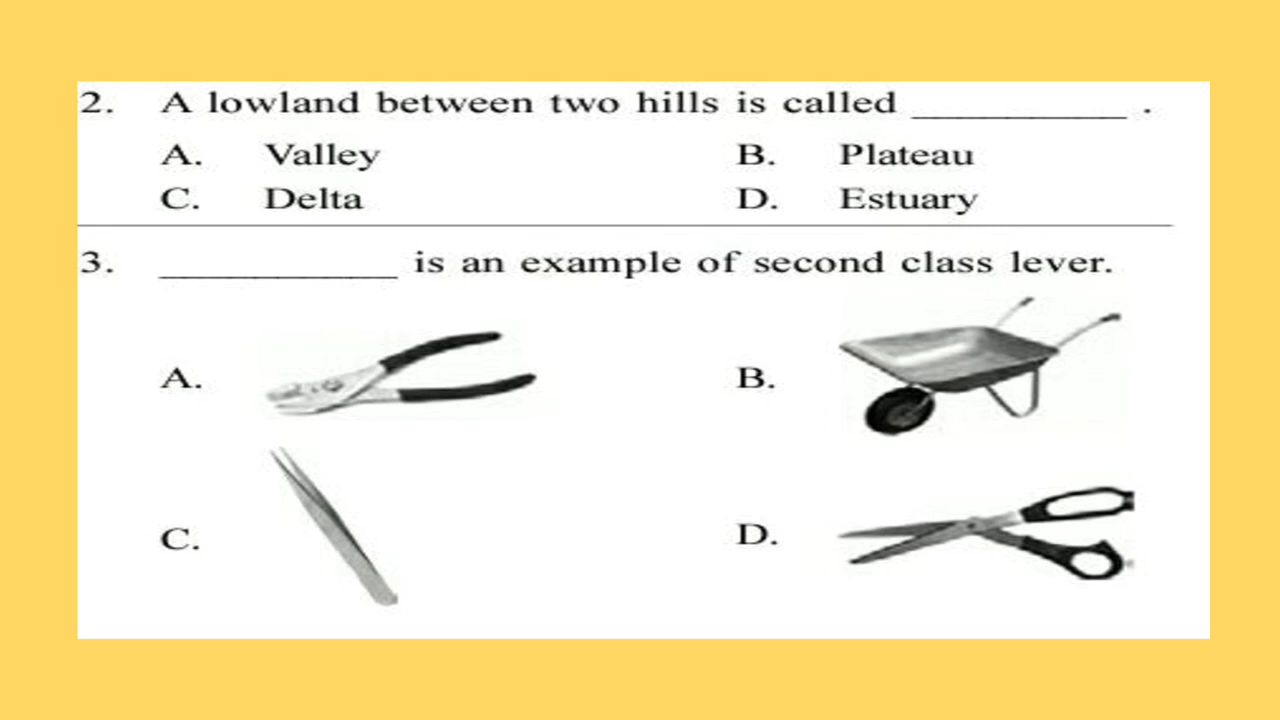 2. A lowland between two hills is called __________ .
A. Valley B. Plateau
C. Delta D. Estuary
3. ___________ is an example of second class lever.
A. B.
C. D.